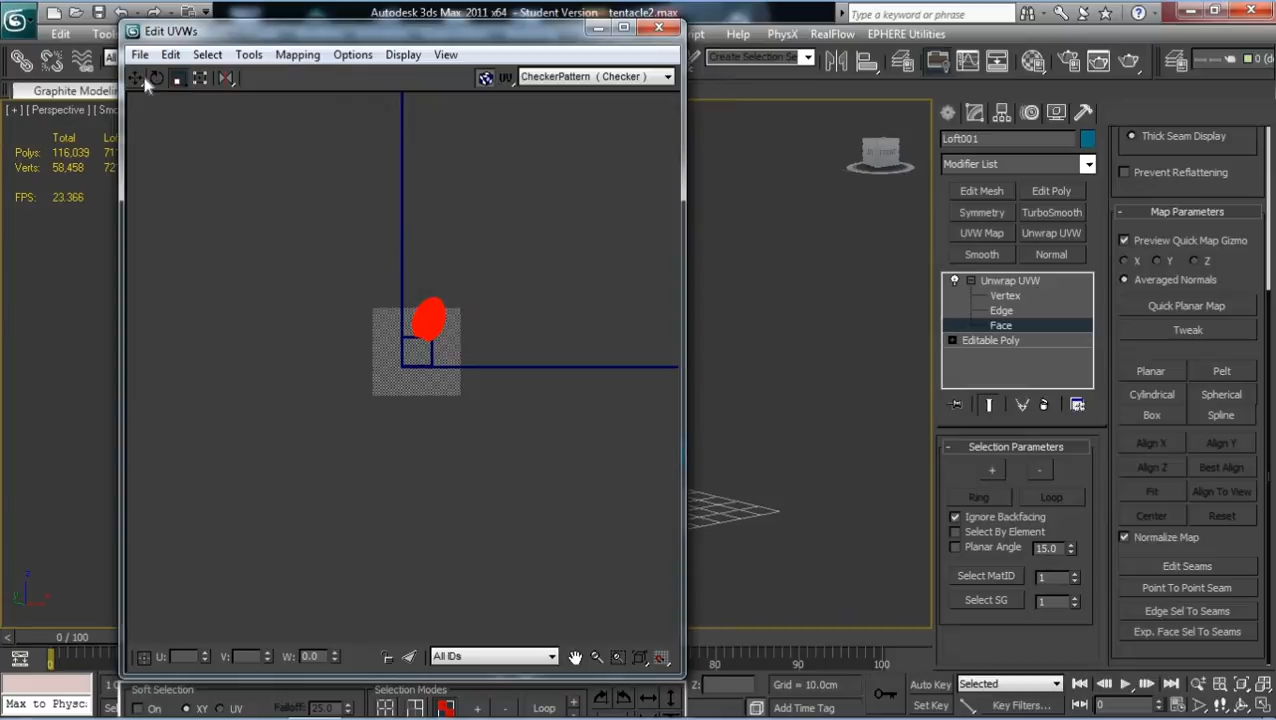 Autodesk 3ds Max 2011 x64 - Student Version tentacle2.max
Type a keyword or phrase
Edit UVWs
File Edit Select Tools Mapping Options Display View
Edit
Help PhysX RealFlow EPHERE Utilities
All
Create Selection Se
UV CheckerPattern ( Checker )
Graphite Modelin
[ + ] [ Perspective ] [ Smo
Total
Polys: 116,039
Verts: 58,458
FPS: 23.366
Loft001
Modifier List
Edit Mesh Edit Poly
Symmetry TurboSmooth
UVW Map Unwrap UVW
Smooth Normal
Unwrap UVW
Vertex
Edge
Face
Editable Poly
Selection Parameters
+ -
Ring Loop
Ignore Backfacing
Select By Element
Planar Angle 15.0
Select MatID 1
Select SG 1
Thick Seam Display
Prevent Reflattening
- Map Parameters
Preview Quick Map Gizmo
X Y Z
Averaged Normals
Quick Planar Map
Tweak
Planar Pelt
Cylindrical Spherical
Box Spline
Align X Align Y
Align Z Best Align
Fit Align To View
Center Reset
Normalize Map
Edit Seams
Point To Point Seam
Edge Sel To Seams
Exp. Face Sel To Seams
0 / 100
0
U: V: W: 0.0
All IDs
80 90 100
Soft Selection
On XY UV Falloff: 25.0
Selection Modes
+ - Loop
Max to Physc
Z: Grid = 10.0cm
Add Time Tag
Auto Key Selected
Set Key Key Filters...
0